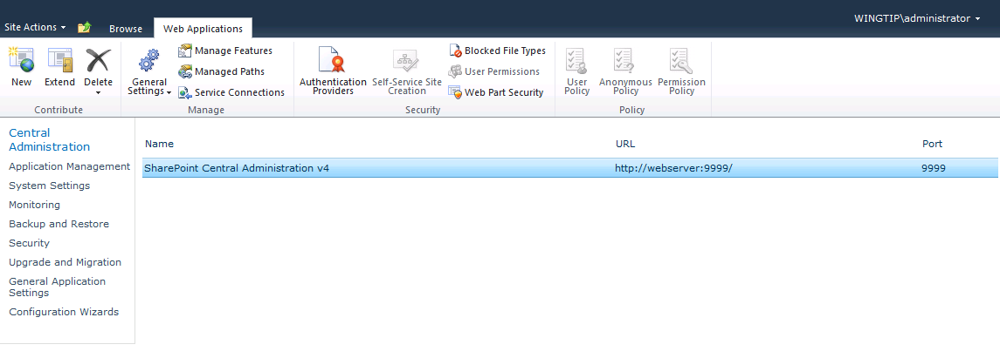 Site Actions
Browse
Web Applications
WINGTIP\administrator
New
Extend
Delete
General
Settings
Manage Features
Managed Paths
Service Connections
Authentication
Providers
Self-Service Site
Creation
Blocked File Types
User Permissions
Web Part Security
User
Policy
Anonymous
Policy
Permission
Policy
Contribute
Manage
Security
Policy
Central
Administration
Application Management
System Settings
Monitoring
Backup and Restore
Security
Upgrade and Migration
General Application
Settings
Configuration Wizards
Name URL Port
SharePoint Central Administration v4 http://webserver:9999/ 9999